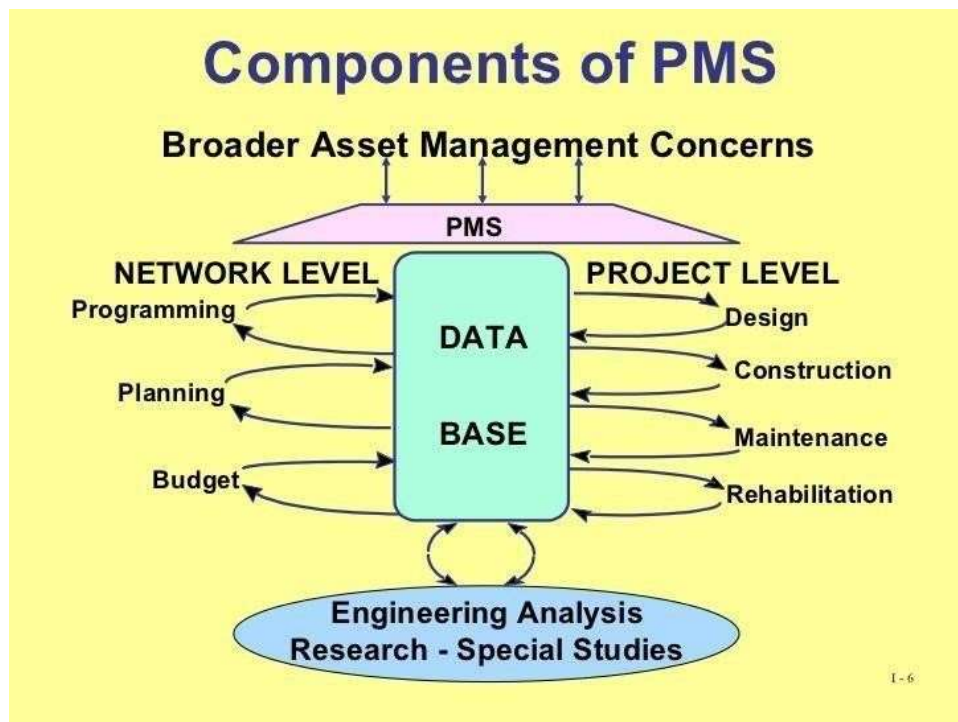 Components of PMS
Broader Asset Management Concerns
PMS
NETWORK LEVEL
PROJECT LEVEL
Programming
Planning
Budget
DATA
BASE
Design
Construction
Maintenance
Rehabilitation
Engineering Analysis
Research - Special Studies
I - 6